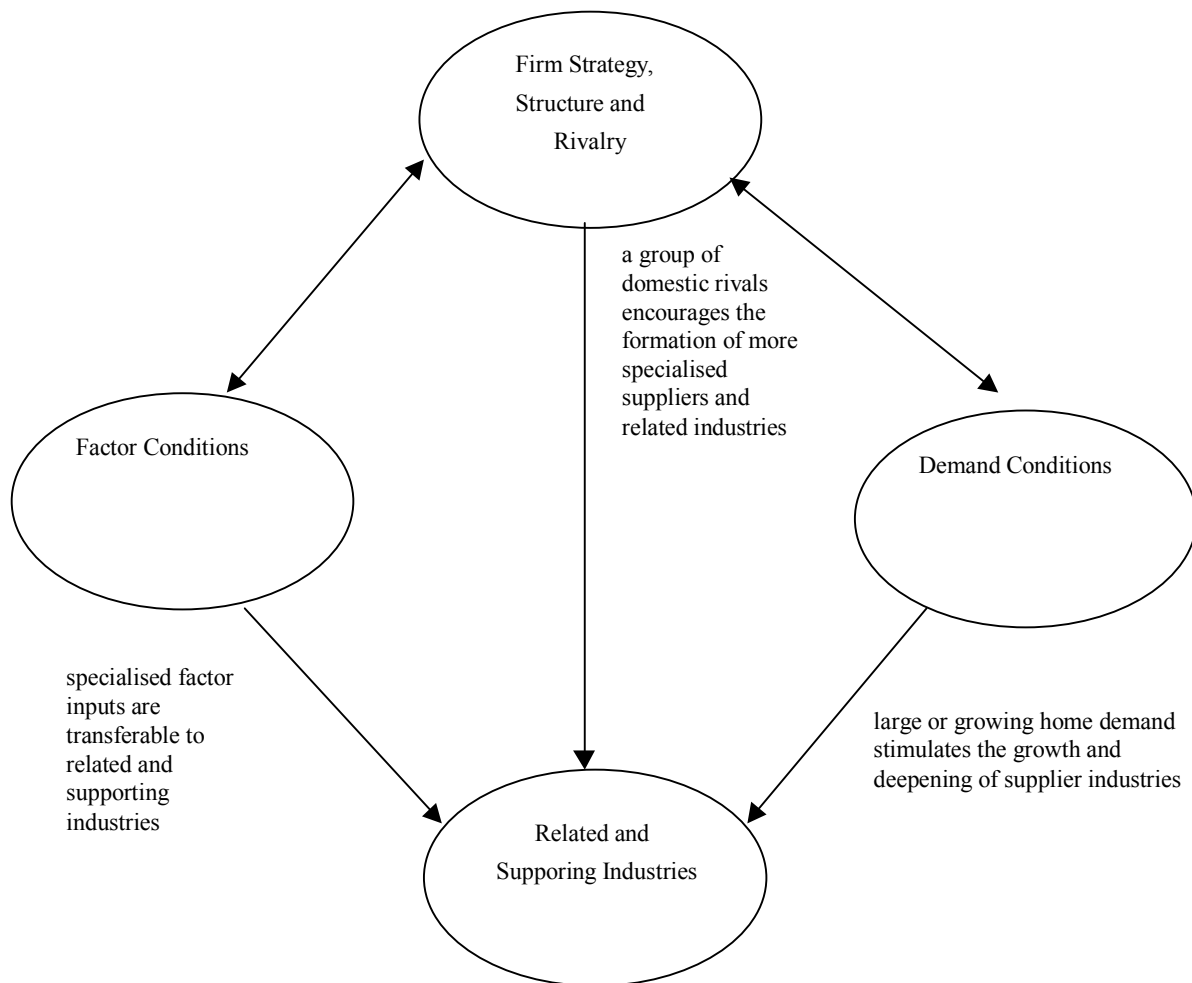 Firm Strategy,
Structure and
Rivalry
a group of
domestic rivals
encourages the
formation of more
specialised
suppliers and
related industries
Factor Conditions
Demand Conditions
specialised factor
inputs are
transferable to
related and
supporting
industries
large or growing home demand
stimulates the growth and
deepening of supplier industries
Related and
Supporing Industries